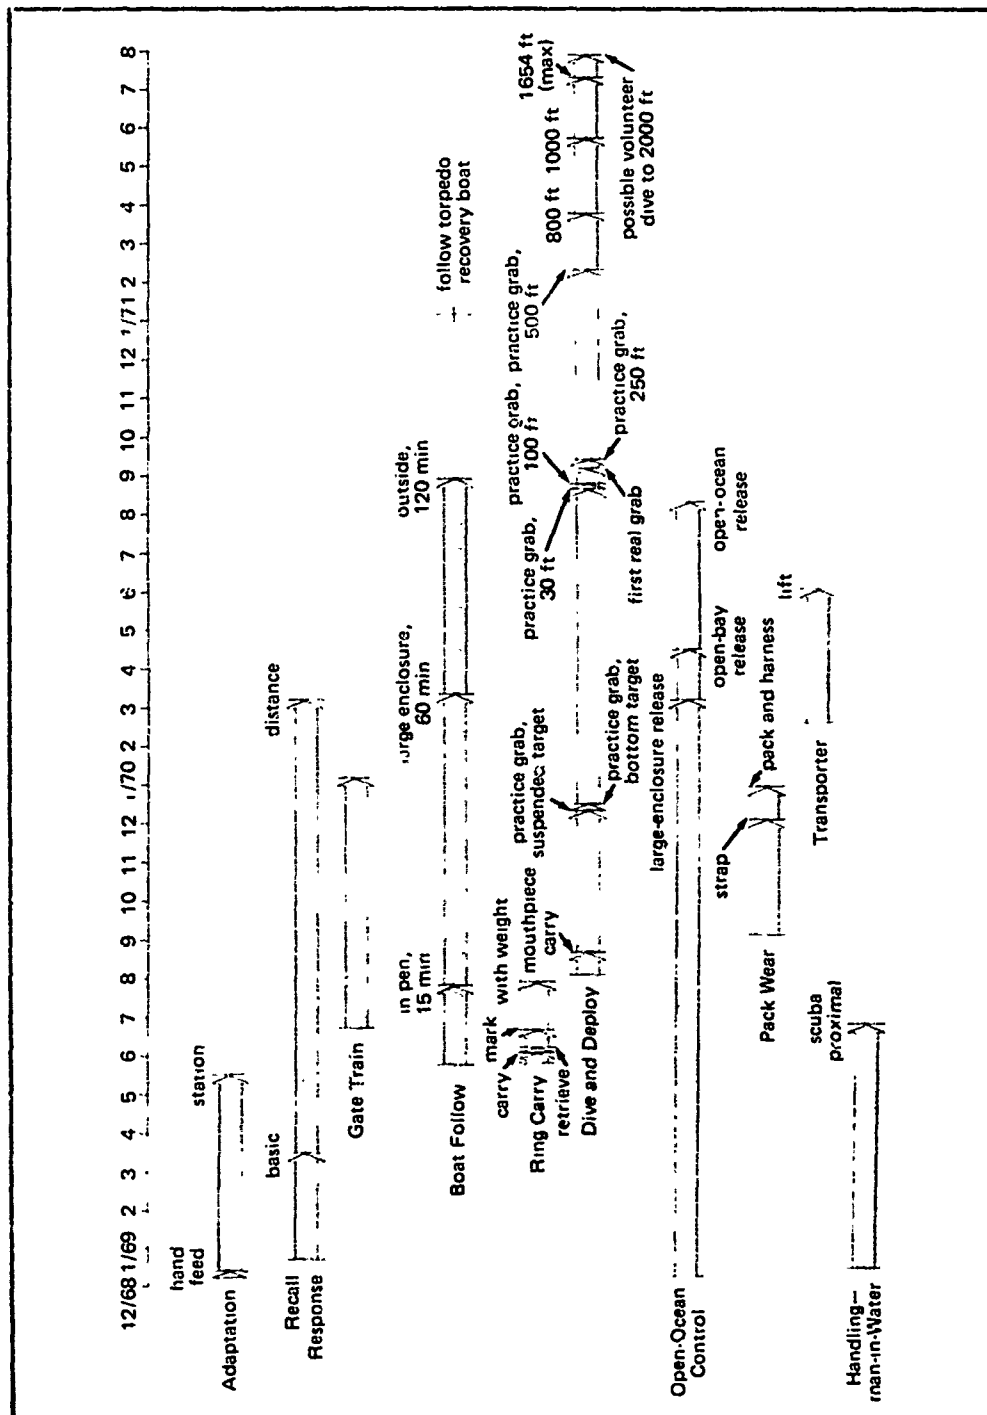 12/68 1/69 2 3 4 5 6 7 8 9 10 11 12 1/70 2 3 4 5 6 7 8 9 10 11 12 1/71 2 3 4 5 6 7 8
hand
feed
station
Adaptation
basic
distance
Recall
Response
Gate Train
in pen,
15 min
large enclosure,
60 min
outside,
120 min
follow torpedo
recovery boat
Boat Follow
carry
mark
with weight
Ring Carry
retrieve
mouthpiece
carry
practice grab,
suspended target
practice grab,
bottom target
practice grab,
30 ft
practice grab,
100 ft
first real grab
practice grab,
250 ft
practice grab,
500 ft
800 ft
1000 ft
1654 ft
(max)
possible volunteer
dive to 2000 ft
Dive and Deploy
large-enclosure release
open-bay
release
open-ocean
release
Open-Ocean
Control
strap
pack and harness
Pack Wear
lift
Transporter
scuba
proximal
Handling—
man-in-Water